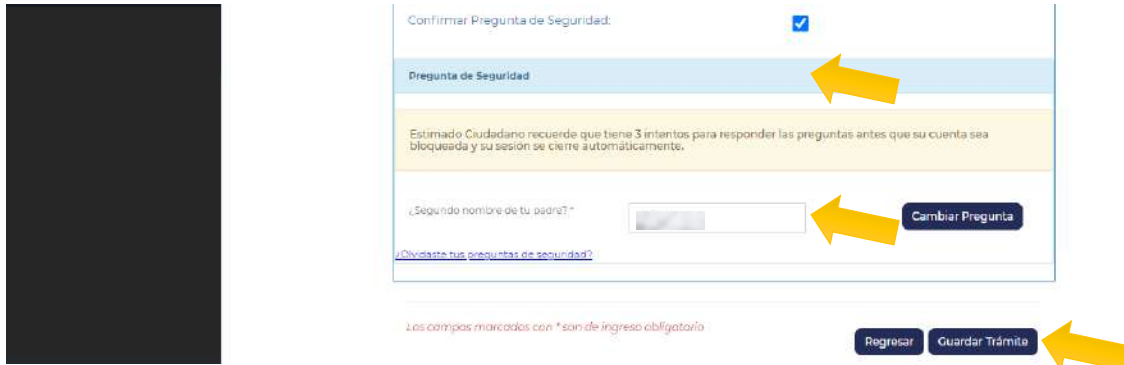 Confirmar Pregunta de Seguridad:
Pregunta de Seguridad
Estimado Ciudadano recuerde que tiene 3 intentos para responder las preguntas antes que su cuenta sea
bloqueada y su sesión se cierre automáticamente.
¿Segundo nombre de tu padre? *
Cambiar Pregunta
¿Olvidaste tus preguntas de seguridad?
Los campos marcados con * son de ingreso obligatorio
Regresar
Guardar Trámite